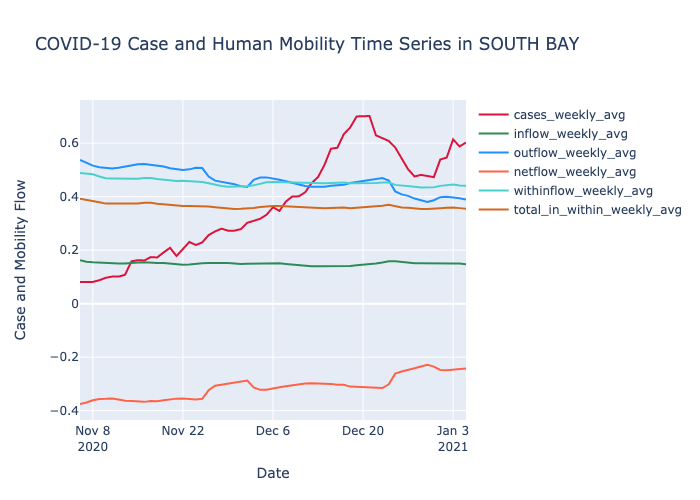 COVID-19 Case and Human Mobility Time Series in SOUTH BAY
cases_weekly_avg
inflow_weekly_avg
outflow_weekly_avg
netflow_weekly_avg
withinflow_weekly_avg
total_in_within_weekly_avg
Case and Mobility Flow
0.6
0.4
0.2
0
−0.2
−0.4
Nov 8
2020
Nov 22
Dec 6
Dec 20
Jan 3
2021
Date